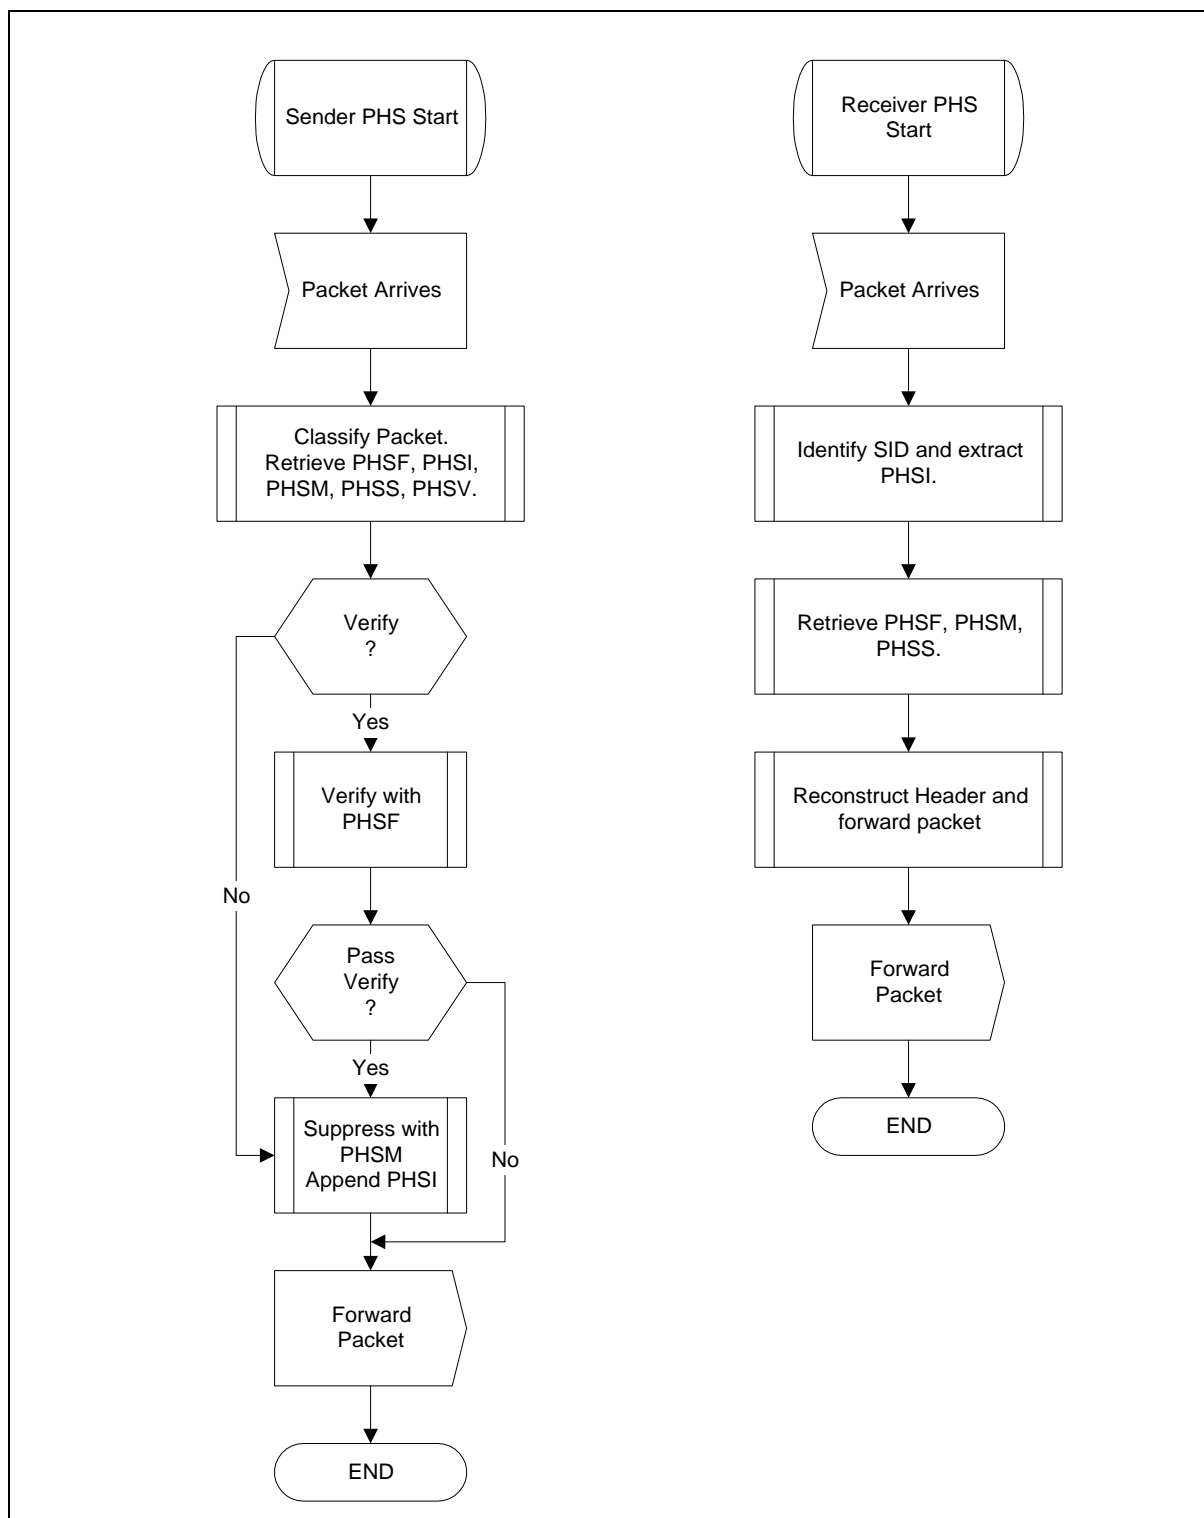 Sender PHS Start
Packet Arrives
Classify Packet.
Retrieve PHSF, PHSI,
PHSM, PHSS, PHSV.
Verify
?
Yes
Verify with
PHSF
No
Pass
Verify
?
Yes
Suppress with
PHSM
Append PHSI
No
Forward
Packet
END
Receiver PHS
Start
Packet Arrives
Identify SID and extract
PHSI.
Retrieve PHSF, PHSM,
PHSS.
Reconstruct Header and
forward packet
Forward
Packet
END